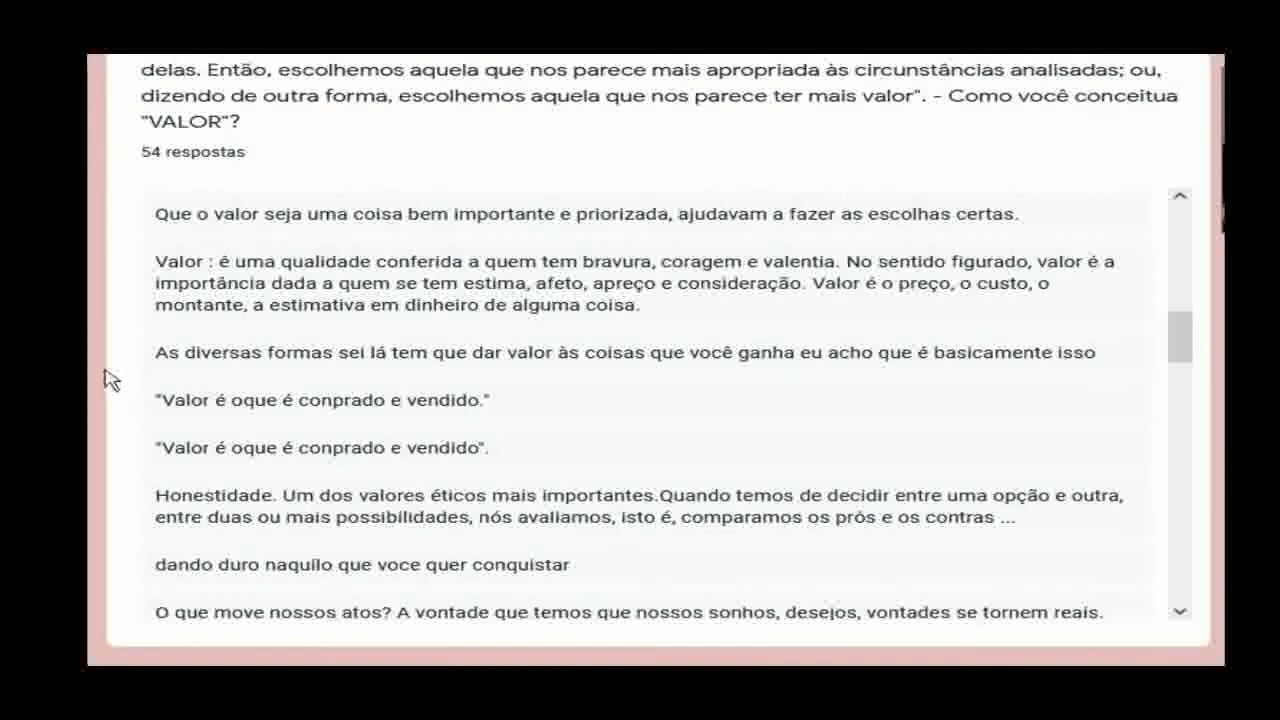 delas. Então, escolhemos aquela que nos parece mais apropriada às circunstâncias analisadas; ou,
dizendo de outra forma, escolhemos aquela que nos parece ter mais valor". - Como você conceitua
"VALOR"?
54 respostas
Que o valor seja uma coisa bem importante e priorizada, ajudavam a fazer as escolhas certas.
Valor : é uma qualidade conferida a quem tem bravura, coragem e valentia. No sentido figurado, valor é a
importância dada a quem se tem estima, afeto, apreço e consideração. Valor é o preço, o custo, o
montante, a estimativa em dinheiro de alguma coisa.
As diversas formas sei lá tem que dar valor às coisas que você ganha eu acho que é basicamente isso
"Valor é oque é conprado e vendido."
"Valor é oque é conprado e vendido".
Honestidade. Um dos valores éticos mais importantes.Quando temos de decidir entre uma opção e outra,
entre duas ou mais possibilidades, nós avaliamos, isto é, comparamos os prós e os contras ...
dando duro naquilo que voce quer conquistar
O que move nossos atos? A vontade que temos que nossos sonhos, desejos, vontades se tornem reais.